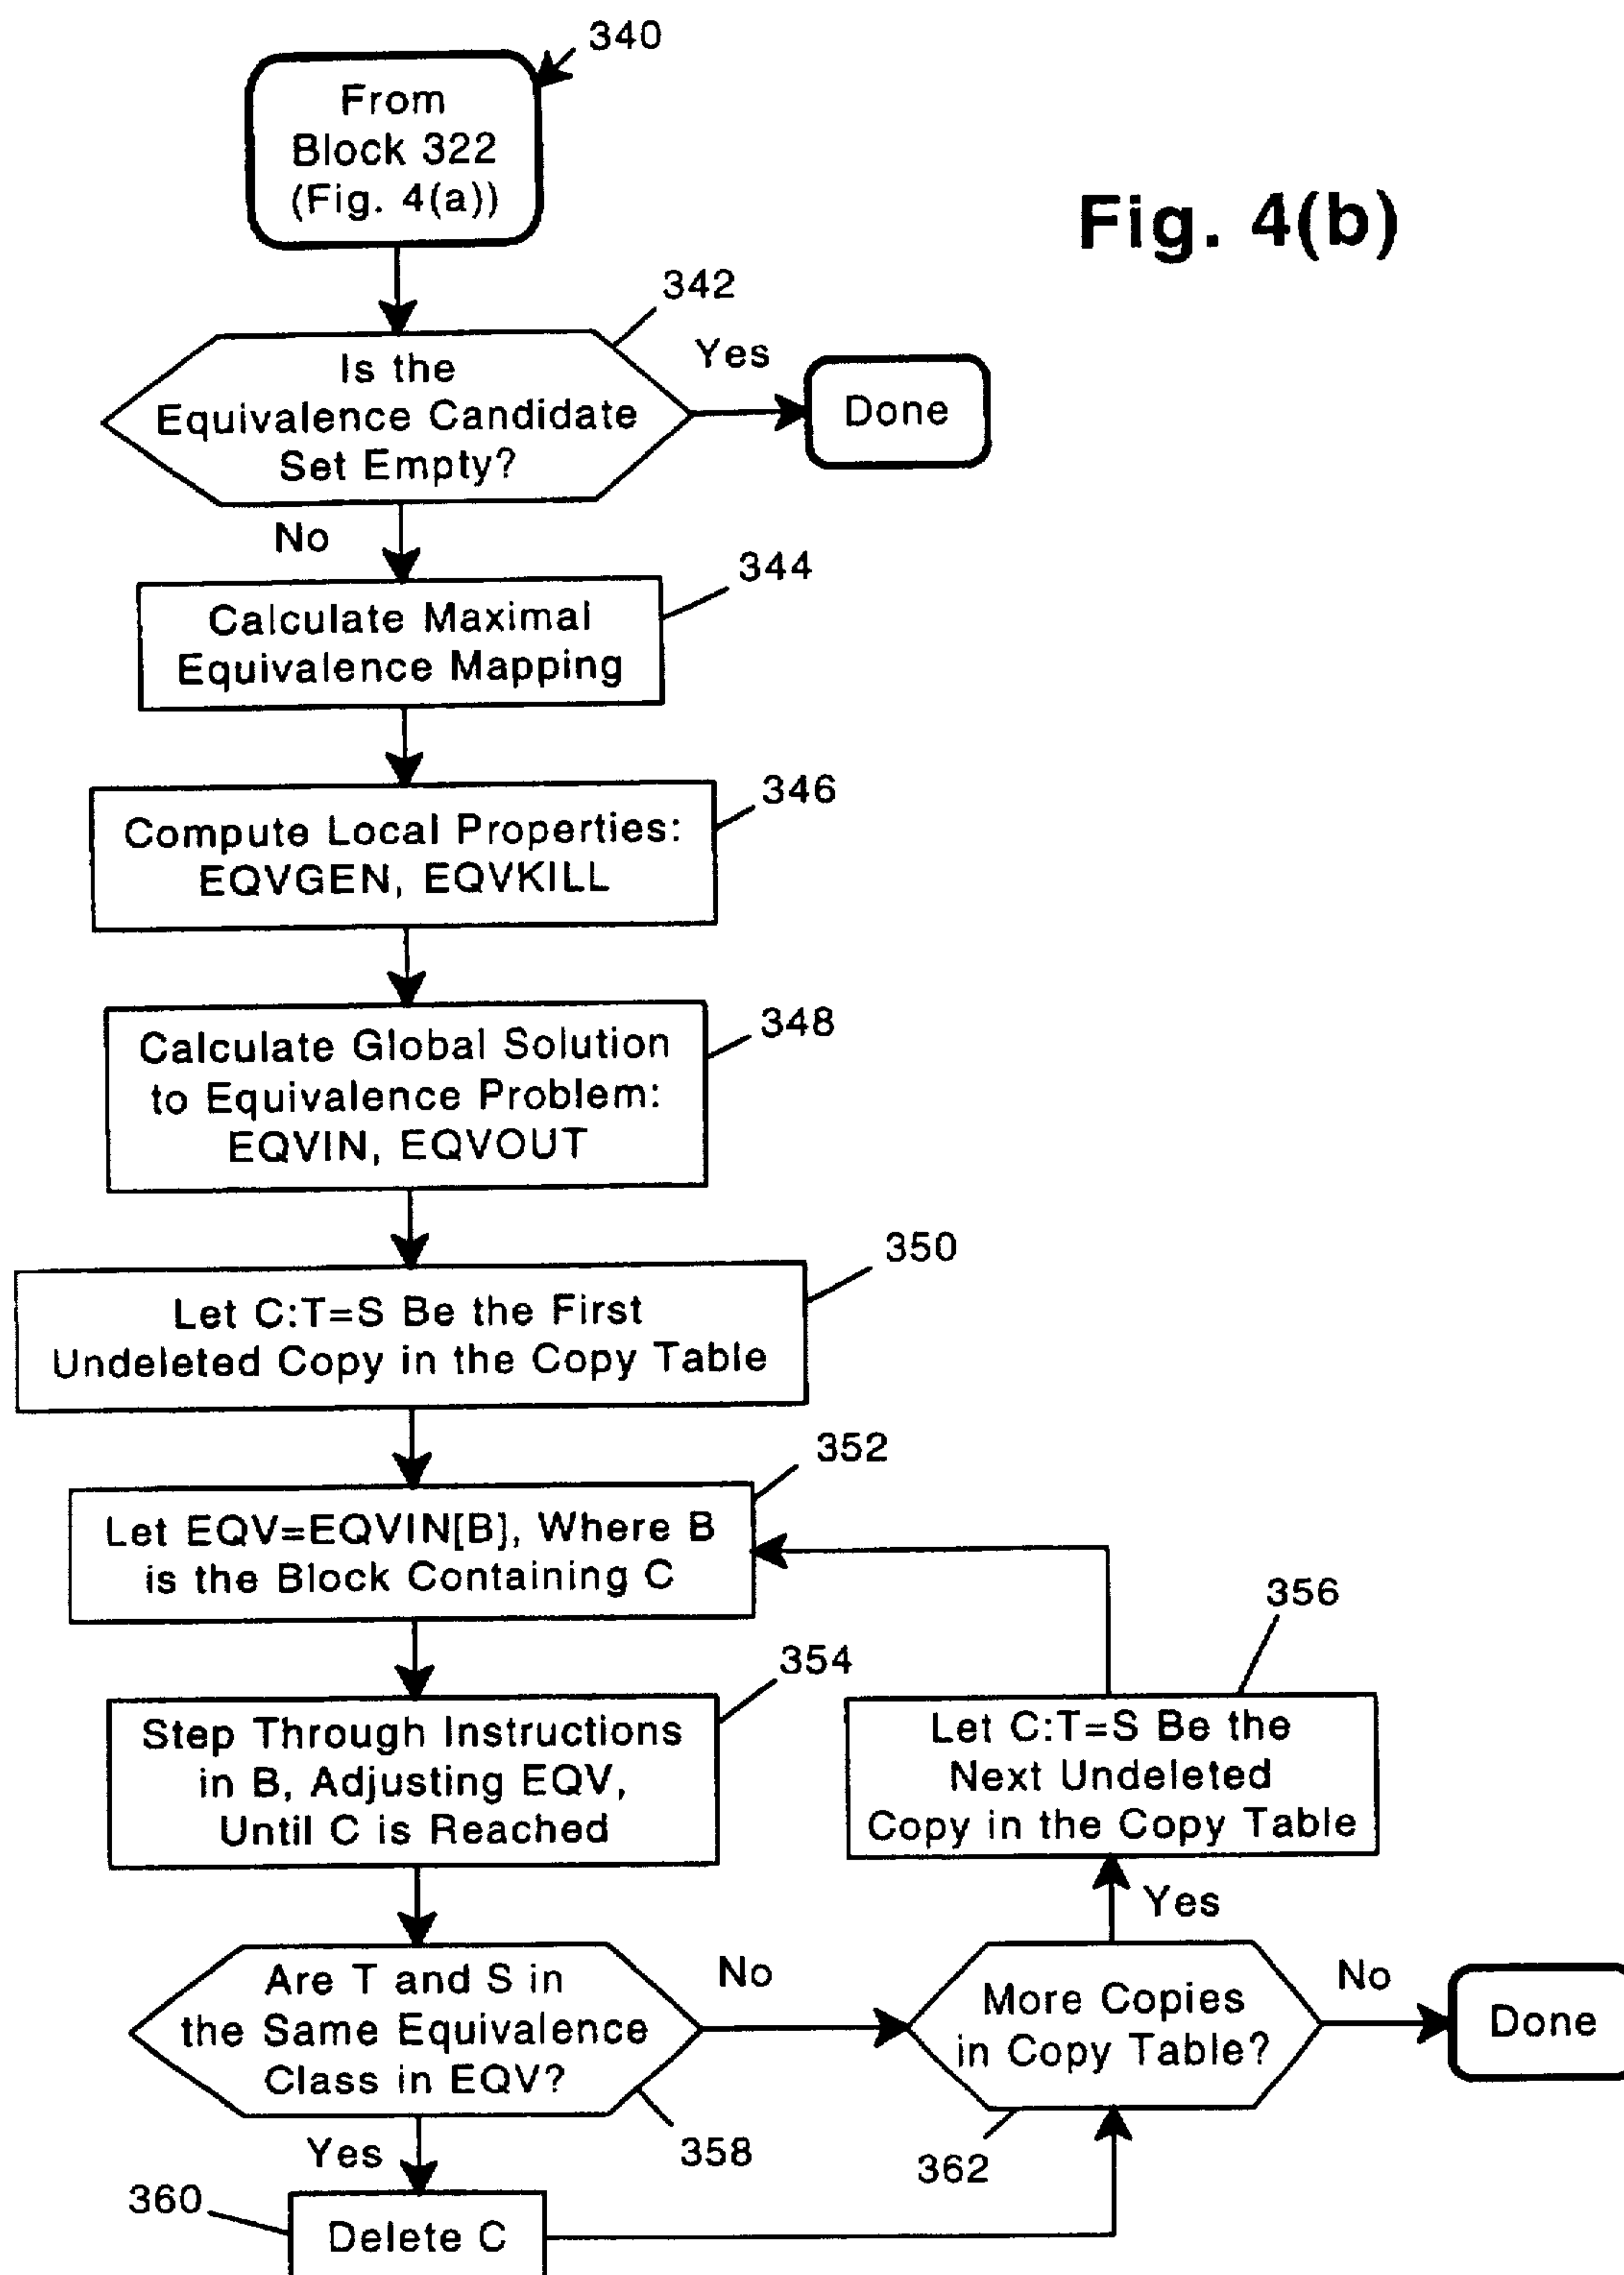 340
From
Block 322
(Fig. 4(a))
Fig. 4(b)
342
Is the
Equivalence Candidate
Set Empty?
Yes
Done
No
344
Calculate Maximal
Equivalence Mapping
346
Compute Local Properties:
EQVGEN, EQVKILL
348
Calculate Global Solution
to Equivalence Problem:
EQVIN, EQVOUT
350
Let C:T=S Be the First
Undeleted Copy in the Copy Table
352
Let EQV=EQVIN[B], Where B
is the Block Containing C
354
Step Through Instructions
in B, Adjusting EQV,
Until C is Reached
356
Let C:T=S Be the
Next Undeleted
Copy in the Copy Table
Yes
Are T and S in
the Same Equivalence
Class in EQV?
No
358
More Copies
in Copy Table?
362
No
Done
Yes
360
Delete C